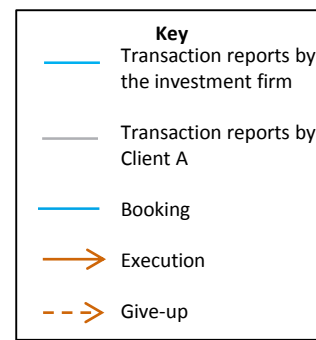 Key
Transaction reports by
the investment firm
Transaction reports by
Client A
Booking
Execution
Give-up